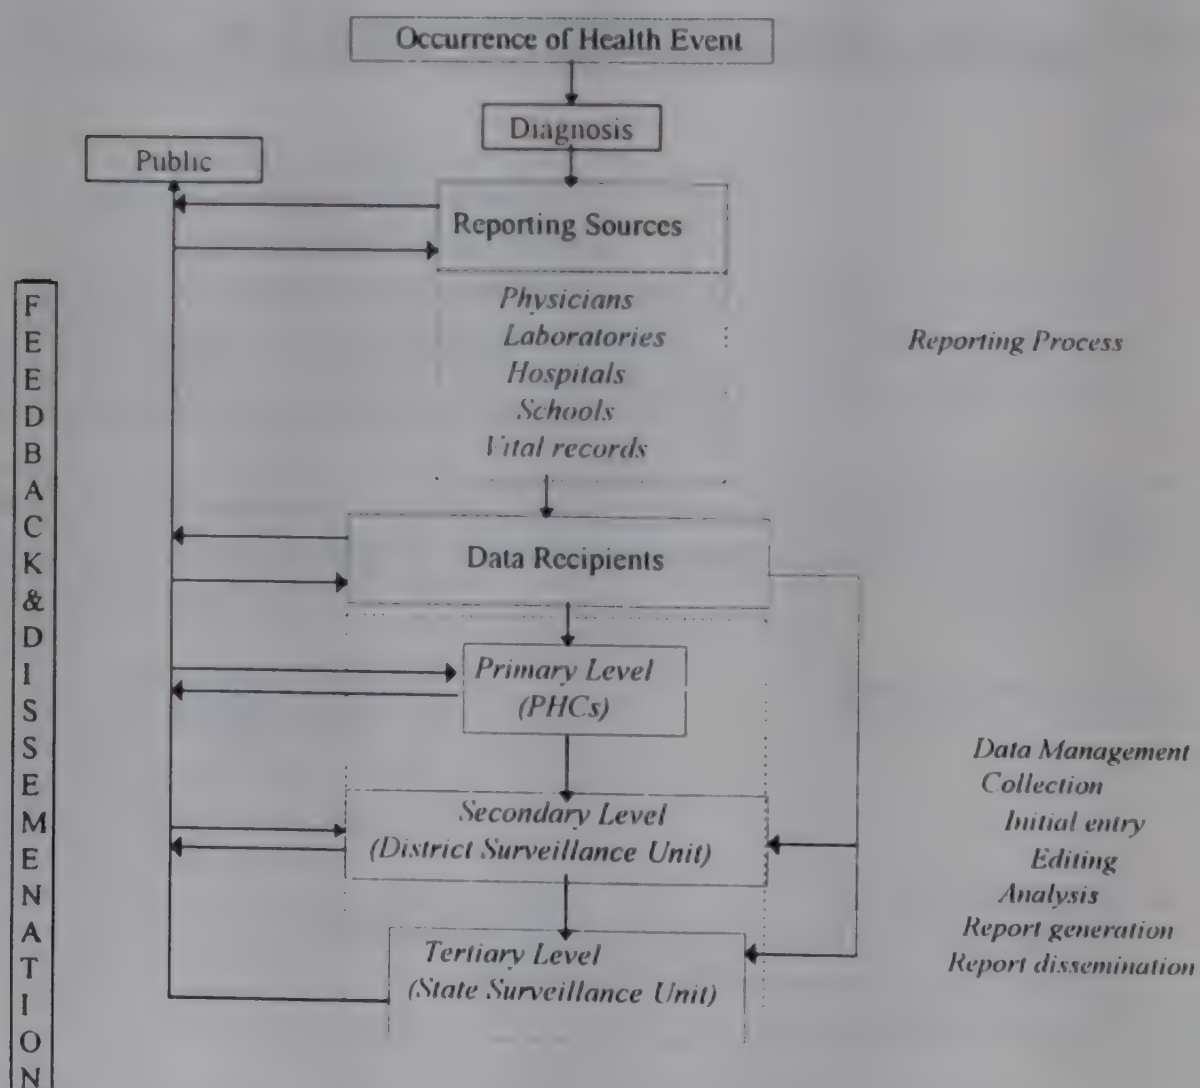 Occurrence of Health Event
Diagnosis
Public
Reporting Sources
Physicians
Laboratories
Hospitals
Schools
Vital records
Reporting Process
Data Recipients
Primary Level
(PHCs)
Secondary Level
(District Surveillance Unit)
Tertiary Level
(State Surveillance Unit)
Data Management
Collection
Initial entry
Editing
Analysis
Report generation
Report dissemination
FEEDBACK&DISSEMENATION